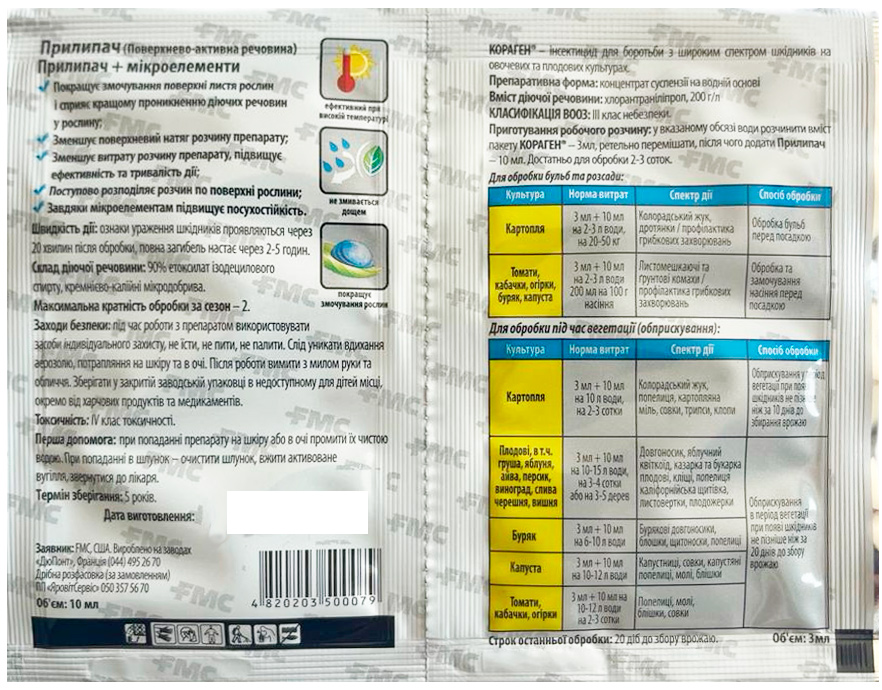 Прилипач (Поверхнево-активна речовина)
Прилипач + мікроелементи
Покращує змочування поверхні листя рослин
і сприяє кращому проникненню діючих речовин
у рослину;
Зменшує поверхневий натяг розчину препарату;
Зменшує витрату розчину препарату, підвищує
ефективність та тривалість дії;
Поступово розподіляє розчин по поверхні рослини;
Завдяки мікроелементам підвищує посухостійкість.
ефективний при
високій температурі
не змивається
дощем
покращує
змочування рослин
Швидкість дії: ознаки ураження шкідників проявляються через
20 хвилин після обробки, повна загибель настає через 2-5 годин.
Склад діючої речовини: 90% етоксилат ізодецилового
спирту, кремнієво-калійні мікродобрива.
Максимальна кратність обробки за сезон – 2.
Заходи безпеки: під час роботи з препаратом використовувати
засоби індивідуального захисту, не їсти, не пити, не палити. Слід уникати вдихання
аерозолю, потрапляння на шкіру та в очі. Після роботи вимити з милом руки та
обличчя. Зберігати у закритій заводській упаковці в недоступному для дітей місці,
окремо від харчових продуктів та медикаментів.
Токсичність: IV клас токсичності.
Перша допомога: при попаданні препарату на шкіру або в очі промити їх чистою
водою. При попаданні в шлунок – очистити шлунок, вжити активоване
вугілля, звернутися до лікаря.
Термін зберігання: 5 років.
Дата виготовлення:
Заявник: FMC, США. Вироблено на заводах
«ДюПонт», Франція (044) 495 26 70
Дрібна розфасовка (за замовленням)
ПП «ЯровітСервіс» 050 357 56 70
Об'єм: 10 мл
4 820203 500079
КОРАГЕН® – інсектицид для боротьби з широким спектром шкідників на
овочевих та плодових культурах.
Препаративна форма: концентрат суспензії на водній основі
Вміст діючої речовини: хлорантраніліпрол, 200 г/л
КЛАСИФІКАЦІЯ ВООЗ: III клас небезпеки.
Приготування робочого розчину: у вказаному обсязі води розчинити вміст
пакету КОРАГЕН® – 3мл, ретельно перемішати, після чого додати Прилипач
– 10 мл. Достатньо для обробки 2-3 соток.
Для обробки бульб та розсади:
Культура Норма витрат Спектр дії Спосіб обробки
Картопля
3 мл + 10 мл
на 2-3 л води,
на 20-50 кг
Колорадський жук,
дротянки / профілактика
грибкових захворювань
Обробка бульб
перед посадкою
Томати,
кабачки, огірки,
буряк, капуста
3 мл + 10 мл
на 2-3 л води
200 мл на 100 г
насіння
Листомешкаючі та
ґрунтові комахи /
профілактика грибкових
захворювань
Обробка та
замочування
насіння перед
посадкою
Для обробки під час вегетації (обприскування):
Культура Норма витрат Спектр дії Спосіб обробки
Картопля
3 мл + 10 мл
на 10 л води,
на 2-3 сотки
Колорадський жук,
попелиця, картопляна
міль, совки, трипси, клопи
Обприскування у
вегетації при появі
шкідників не пізніше
ніж за 10 днів до
збирання врожаю
Плодові, в т.ч.
груша, яблуня,
айва, персик,
виноград, слива
черешня, вишня
3 мл + 10 мл
на 10-15 л води,
на 3-4 сотки
або на 3-5 дерев
Довгоносик, яблучний
квіткоїд, казарка та букарка
плодові, кліщі, попелиця
каліфорнійська щитівка,
листовертки, плодожерки
Обприскування
в період вегетації
при появі шкідників
не пізніше ніж за
20 днів до збору
врожаю
Буряк
3 мл + 10 мл
на 6-10 л води
Бурякові довгоносики,
блошки, щитоноски, попелиці
Капуста
3 мл + 10 мл
на 10-12 л води
Капустниці, совки, капустяні
попелиці, молі, блішки
Томати,
кабачки, огірки
3 мл + 10 мл на
10-12 л води
на 2-3 сотки
Попелиці, молі,
блішки, совки
Строк останньої обробки: 20 діб до збору врожаю.
Об'єм: 3мл
FMC